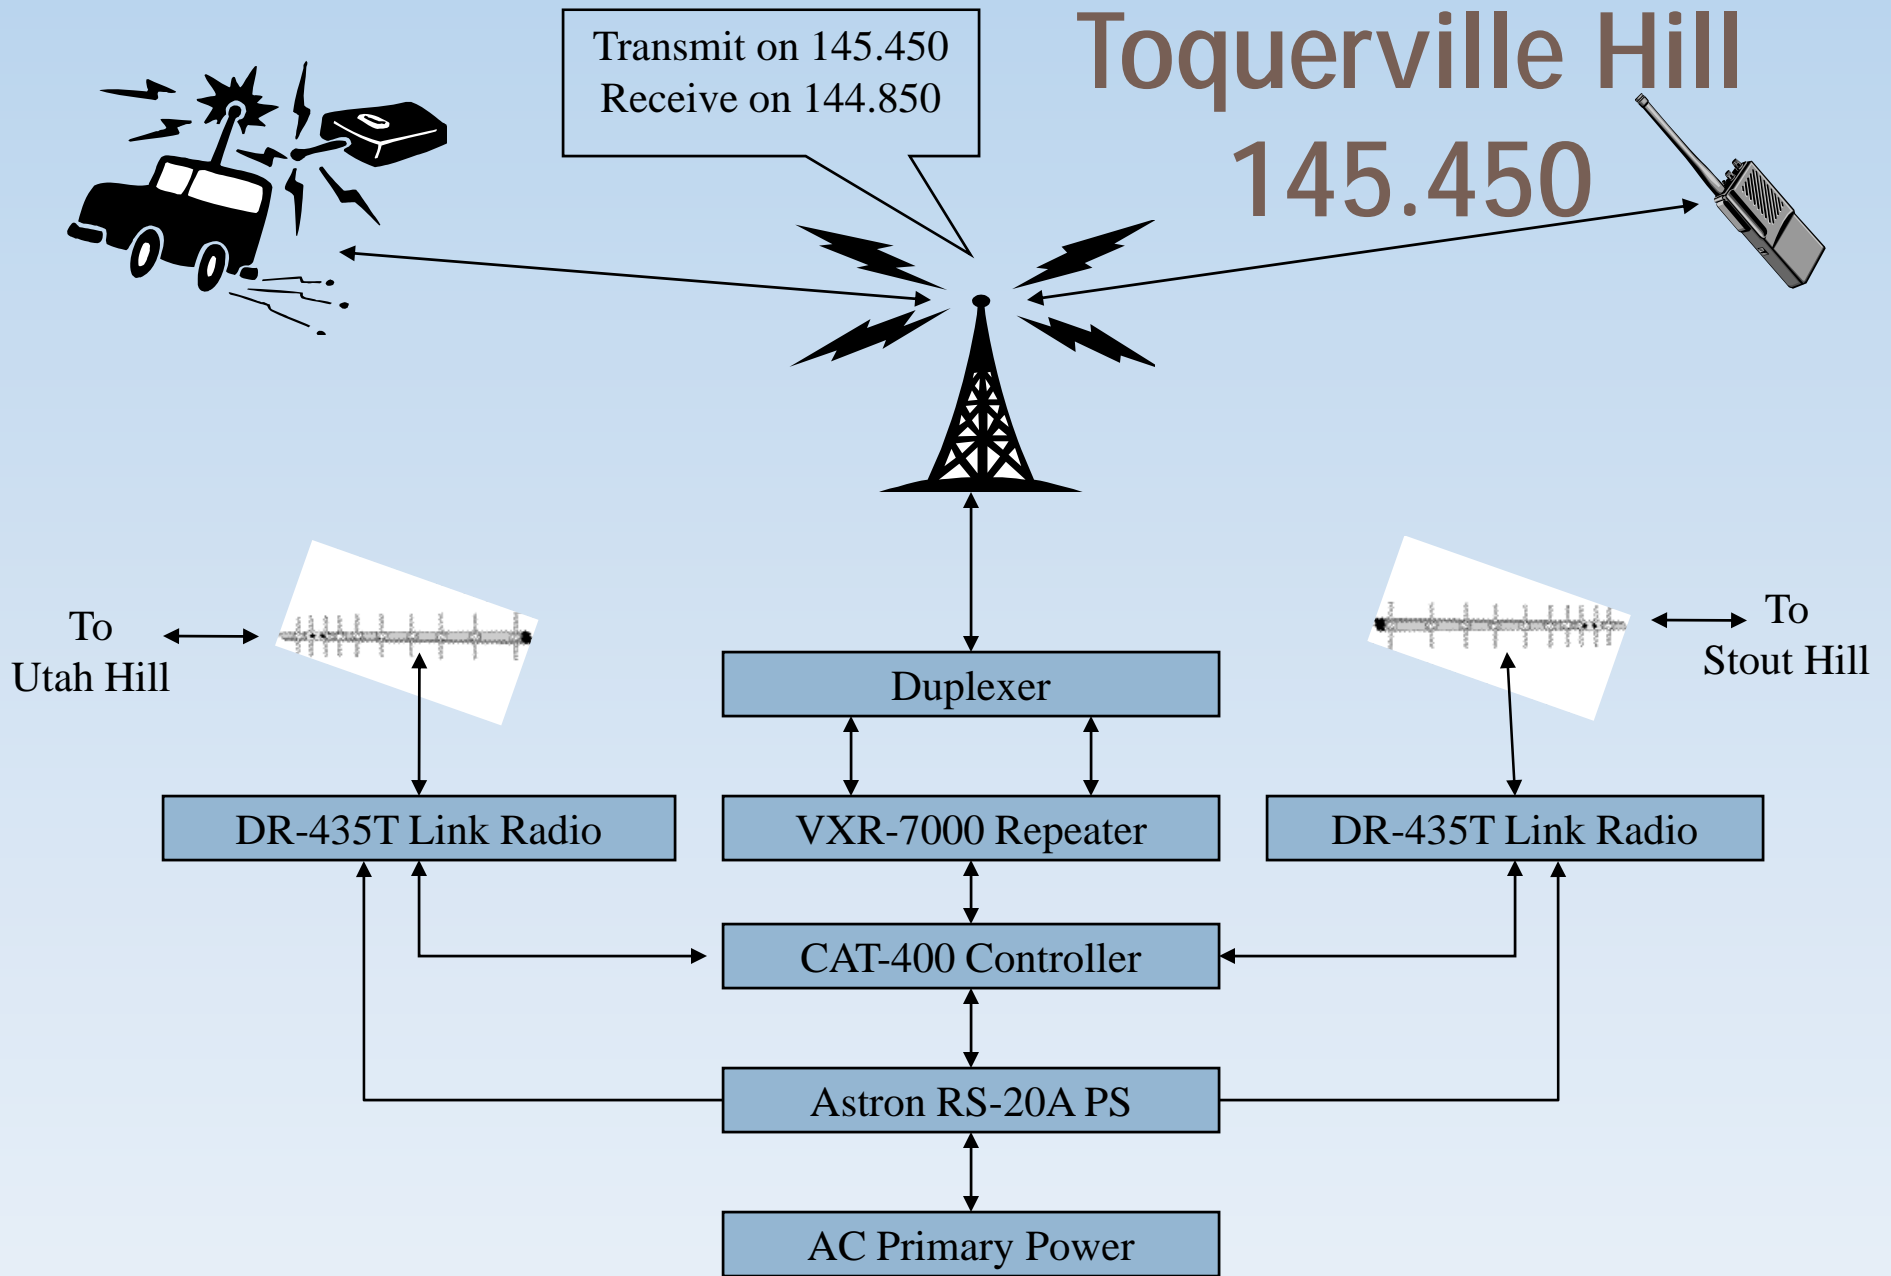 Toquerville Hill
145.450
Transmit on 145.450
Receive on 144.850
To
Utah Hill
To
Stout Hill
Duplexer
DR-435T Link Radio
VXR-7000 Repeater
DR-435T Link Radio
CAT-400 Controller
Astron RS-20A PS
AC Primary Power